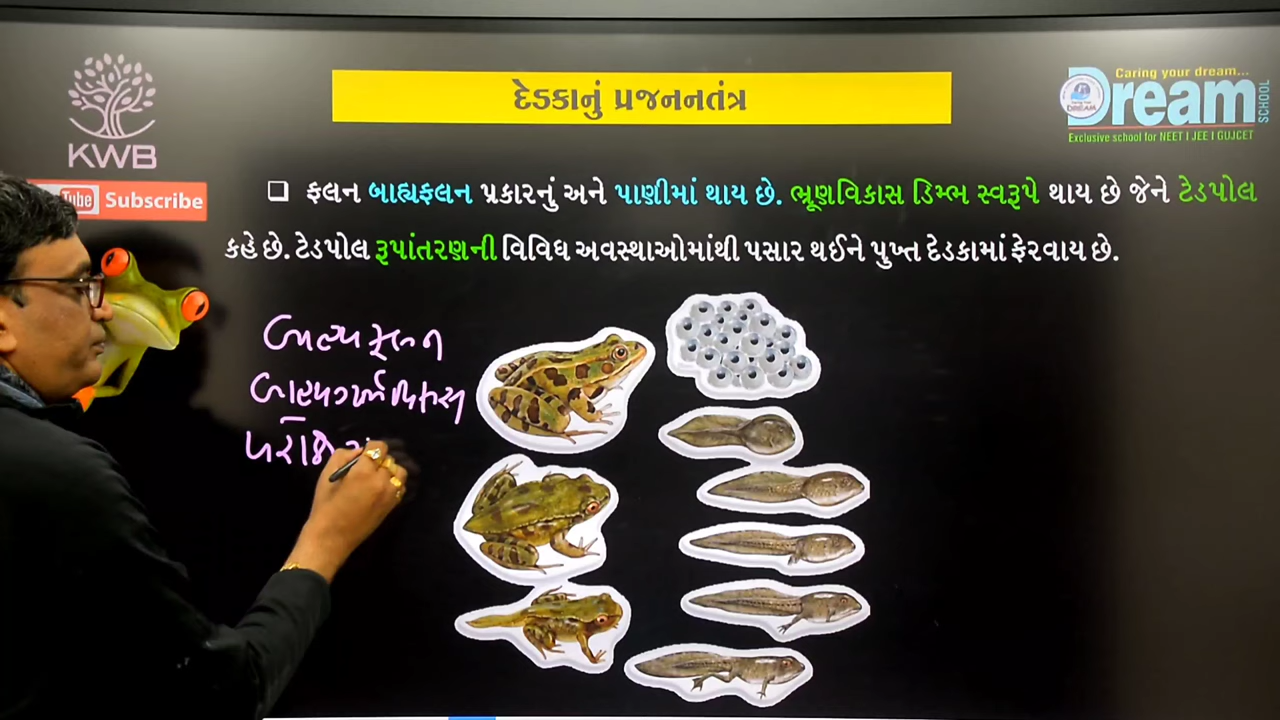 Caring your dream...
Dream SCHOOL
Exclusive school for NEET I JEE I GUJCET
KWB
Tube Subscribe
દેડકાનું પ્રજનનતંત્ર
ફલન બાહ્યફલન પ્રકારનું અને પાણીમાં થાય છે. ભ્રૂણવિકાસ ડિમ્ભ સ્વરૂપે થાય છે જેને ટેડપોલ
કહે છે. ટેડપોલ રૂપાંતરણની વિવિધ અવસ્થાઓમાંથી પસાર થઈને પુખ્ત દેડકામાં ફેરવાય છે.
બાહ્યફલન
બાહ્યગર્ભવિકાસ